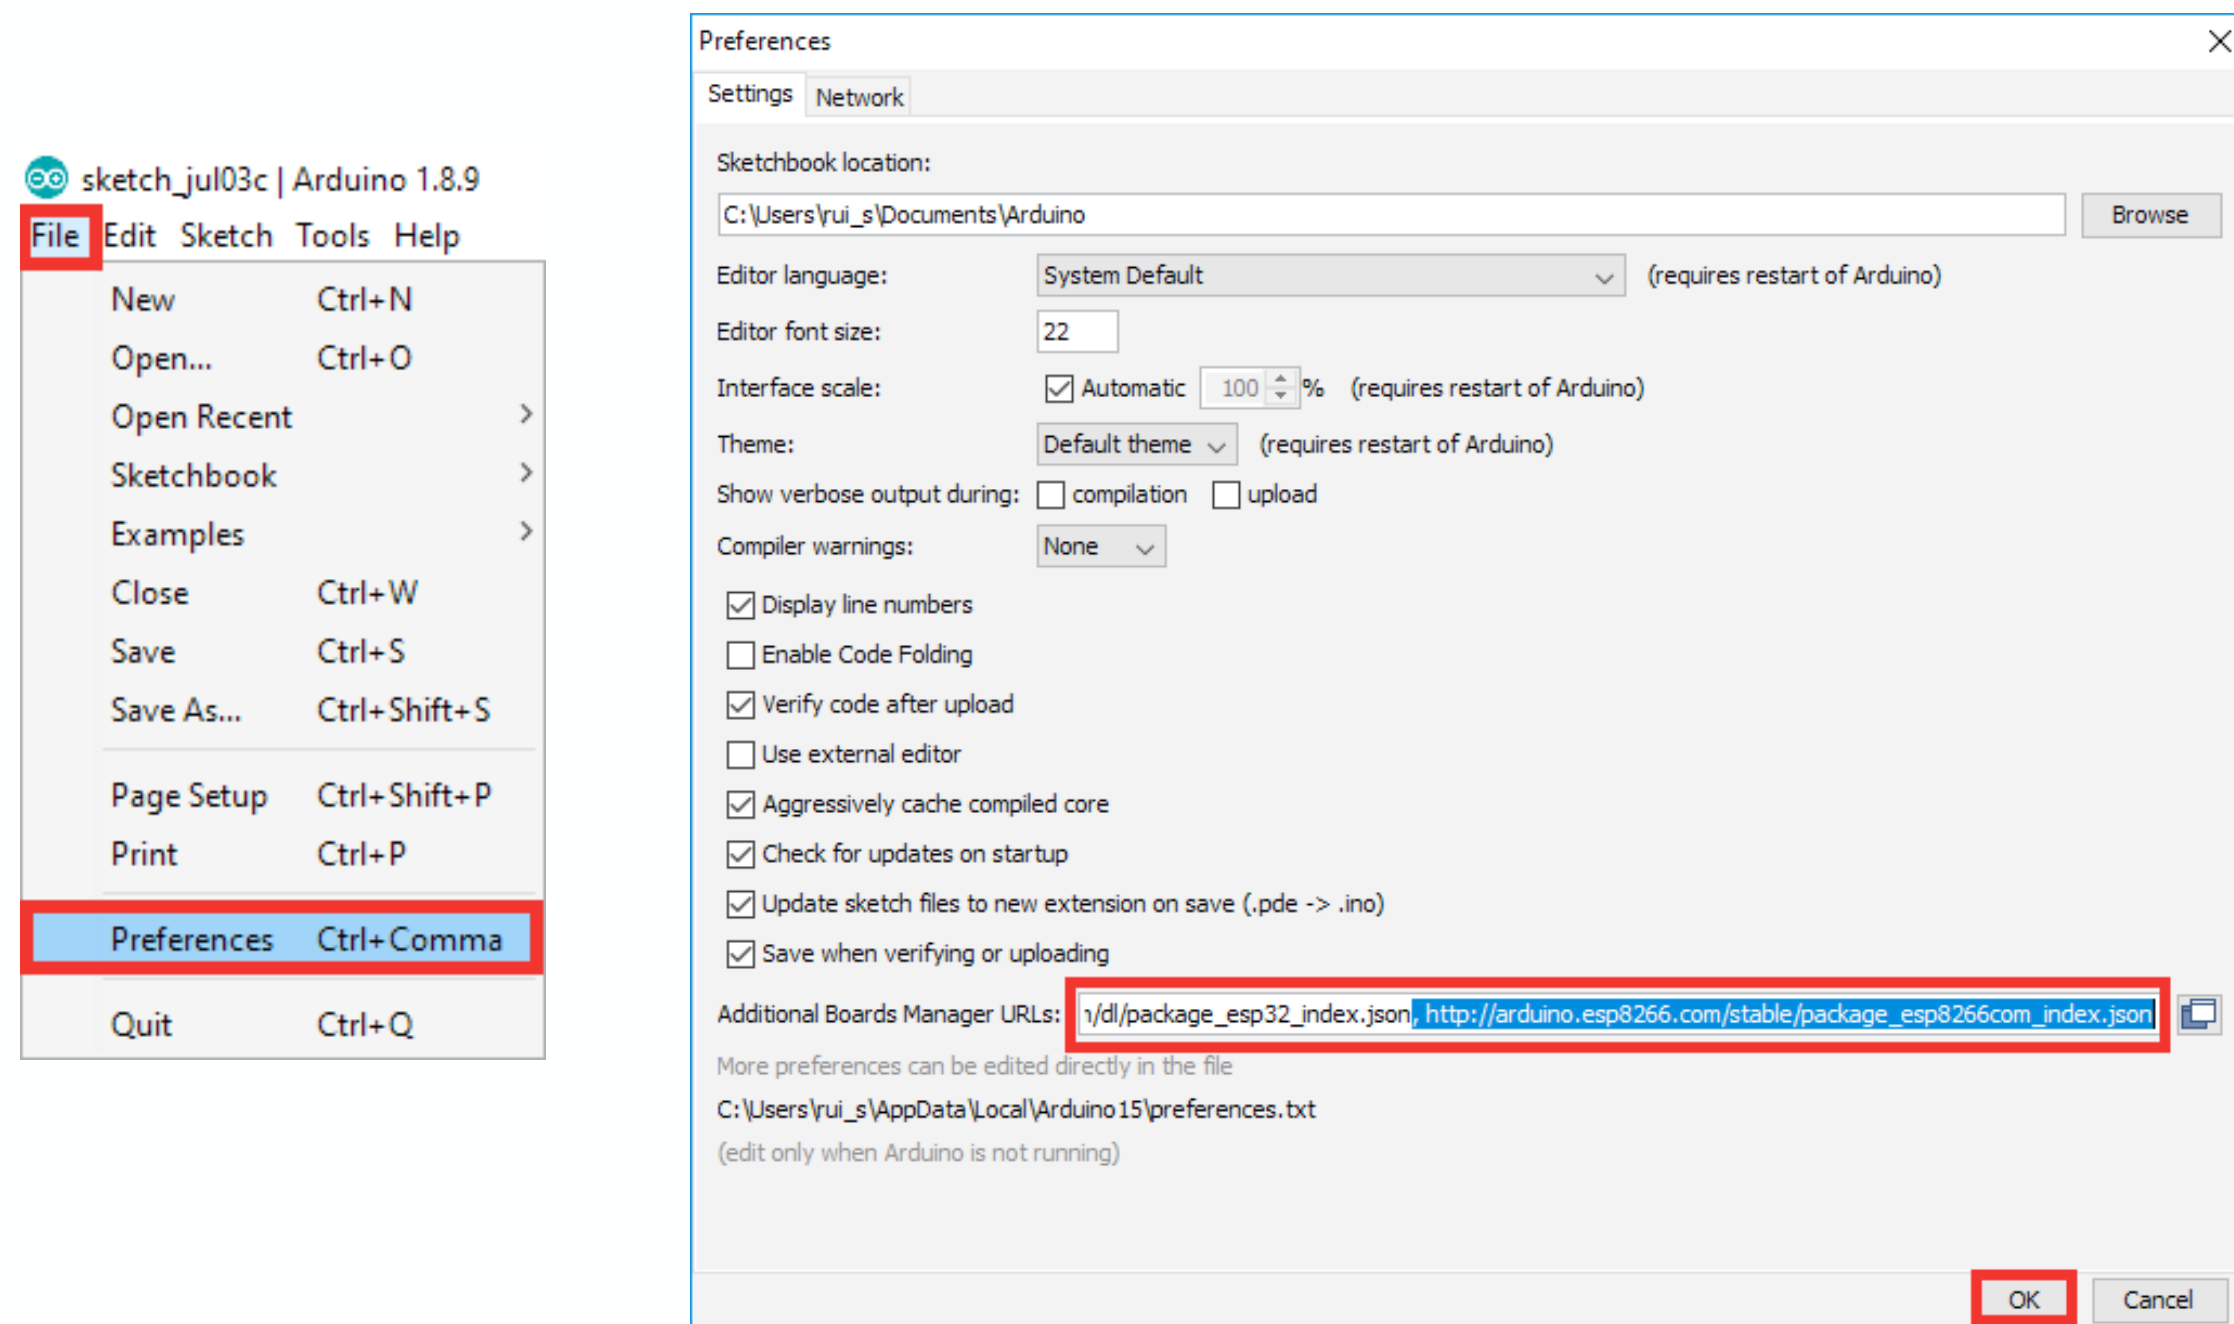 sketch_jul03c | Arduino 1.8.9
File Edit Sketch Tools Help
New Ctrl+N
Open... Ctrl+O
Open Recent
Sketchbook
Examples
Close Ctrl+W
Save Ctrl+S
Save As... Ctrl+Shift+S
Page Setup Ctrl+Shift+P
Print Ctrl+P
Preferences Ctrl+Comma
Quit Ctrl+Q
Preferences
Settings Network
Sketchbook location:
C:\Users\rui_s\Documents\Arduino Browse
Editor language: System Default (requires restart of Arduino)
Editor font size: 22
Interface scale: Automatic 100 % (requires restart of Arduino)
Theme: Default theme (requires restart of Arduino)
Show verbose output during: compilation upload
Compiler warnings: None
Display line numbers
Enable Code Folding
Verify code after upload
Use external editor
Aggressively cache compiled core
Check for updates on startup
Update sketch files to new extension on save (.pde -> .ino)
Save when verifying or uploading
Additional Boards Manager URLs: /dl/package_esp32_index.json, http://arduino.esp8266.com/stable/package_esp8266com_index.json
More preferences can be edited directly in the file
C:\Users\rui_s\AppData\Local\Arduino15\preferences.txt
(edit only when Arduino is not running)
OK Cancel